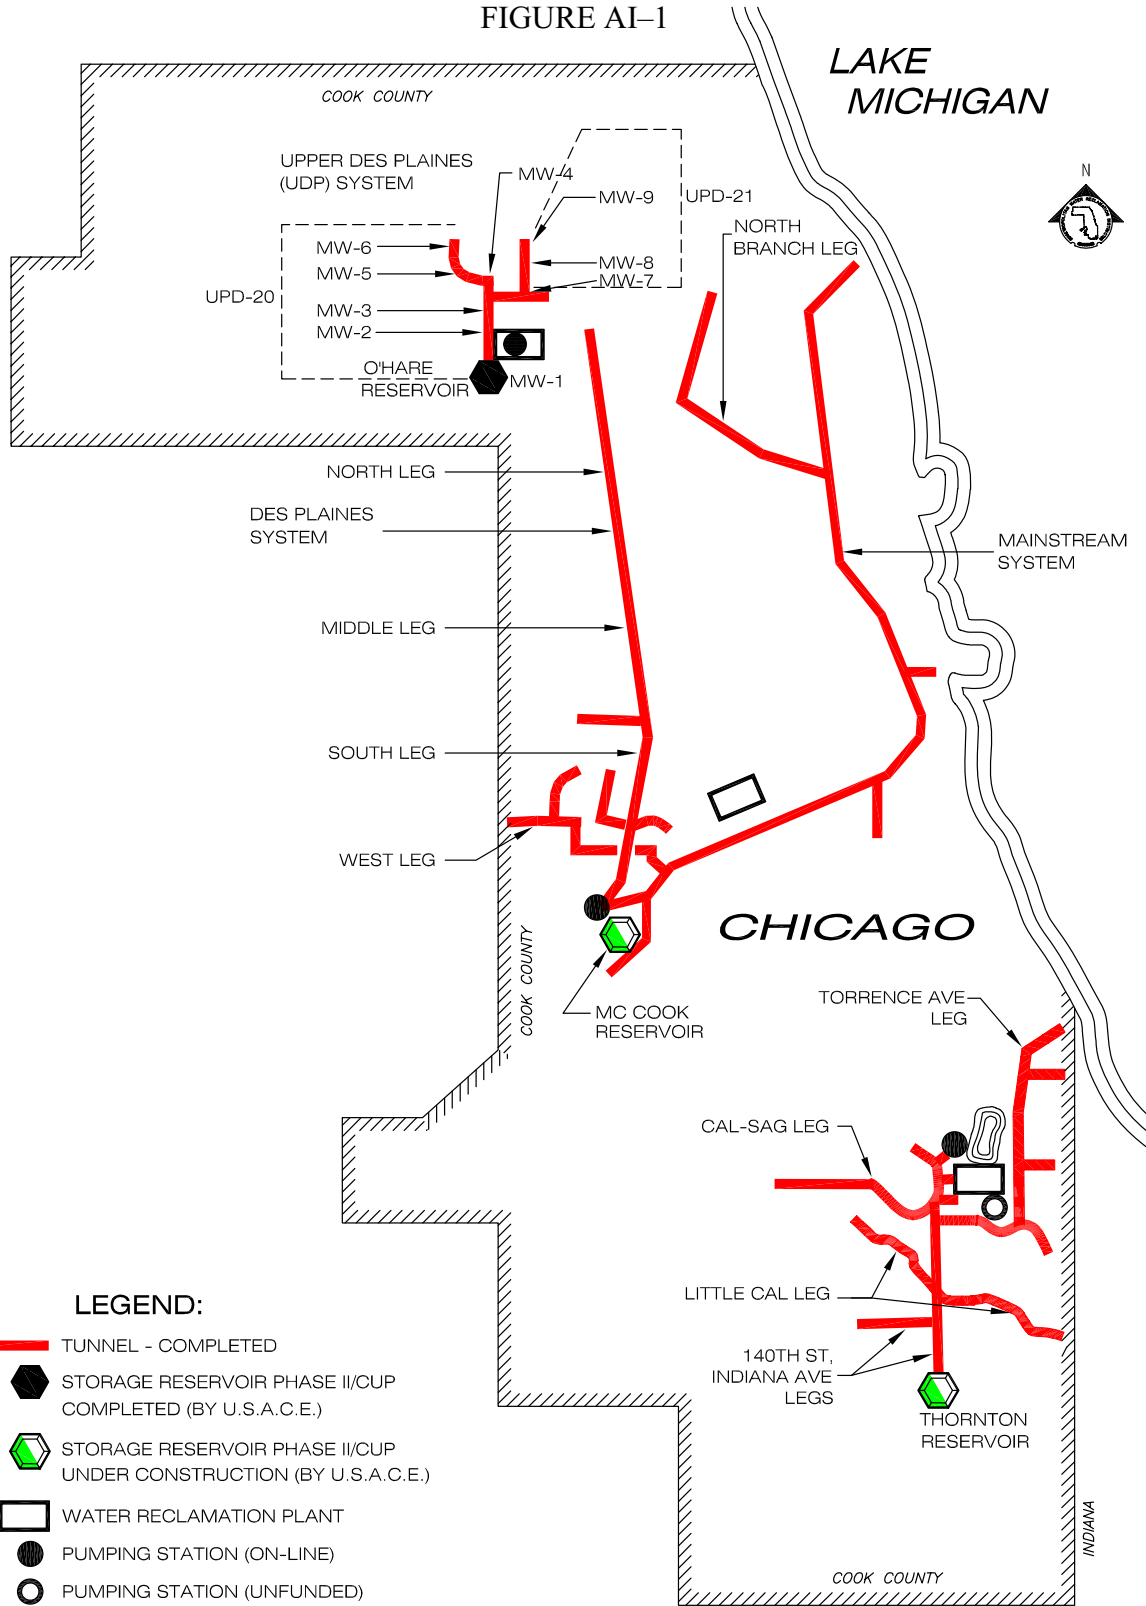 FIGURE AI–1
LAKE
MICHIGAN
COOK COUNTY
UPPER DES PLAINES
(UDP) SYSTEM
MW-4
MW-9
UPD-21
N
NORTH
BRANCH LEG
MW-6
MW-8
MW-5
MW-7
UPD-20
MW-3
MW-2
O'HARE
RESERVOIR
MW-1
NORTH LEG
DES PLAINES
SYSTEM
MAINSTREAM
SYSTEM
MIDDLE LEG
SOUTH LEG
WEST LEG
CHICAGO
COOK COUNTY
MC COOK
RESERVOIR
TORRENCE AVE
LEG
CAL-SAG LEG
LITTLE CAL LEG
140TH ST,
INDIANA AVE
LEGS
THORNTON
RESERVOIR
INDIANA
COOK COUNTY
LEGEND:
TUNNEL - COMPLETED
STORAGE RESERVOIR PHASE II/CUP
COMPLETED (BY U.S.A.C.E.)
STORAGE RESERVOIR PHASE II/CUP
UNDER CONSTRUCTION (BY U.S.A.C.E.)
WATER RECLAMATION PLANT
PUMPING STATION (ON-LINE)
PUMPING STATION (UNFUNDED)